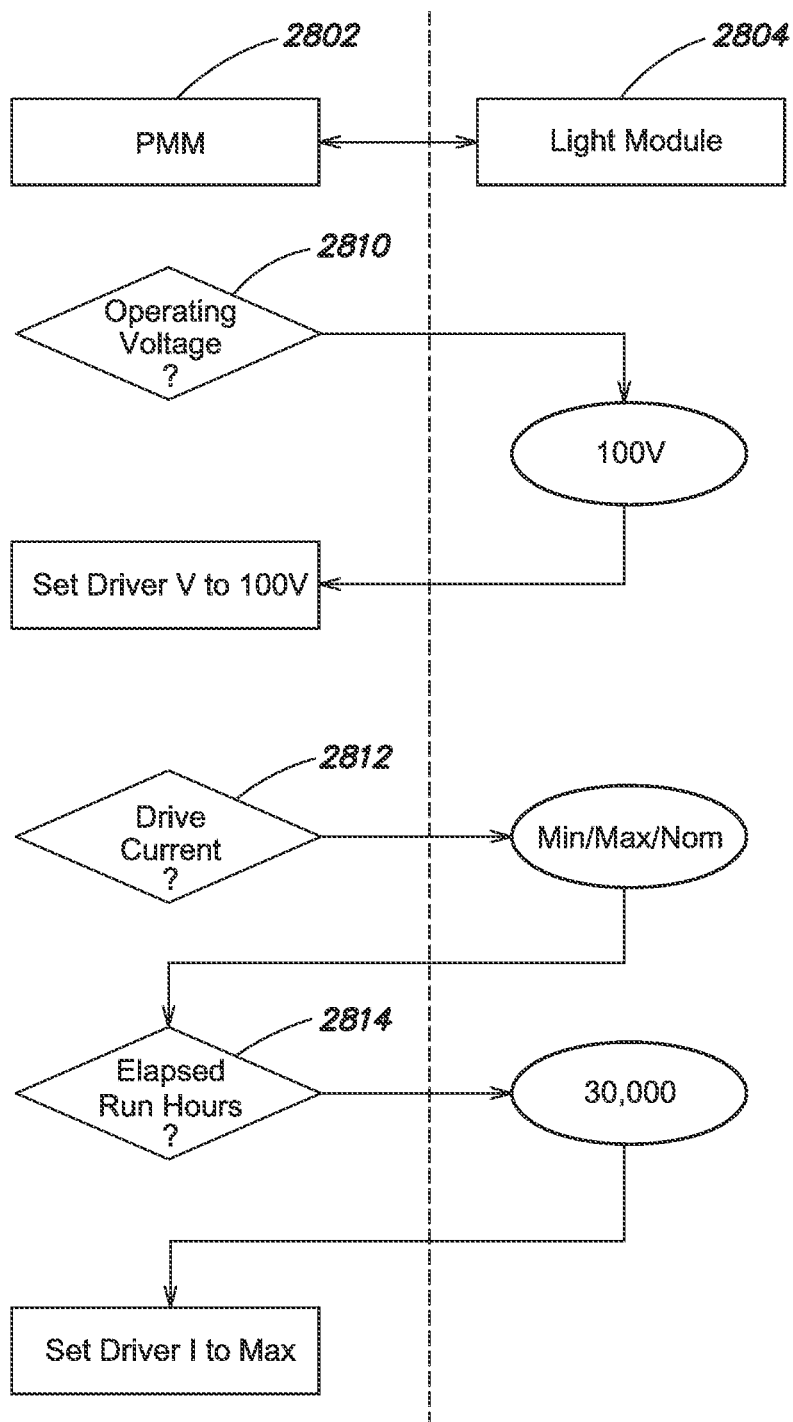 2802
2804
PMM
Light Module
2810
Operating
Voltage
?
100V
Set Driver V to 100V
2812
Drive
Current
?
Min/Max/Nom
2814
Elapsed
Run Hours
?
30,000
Set Driver I to Max